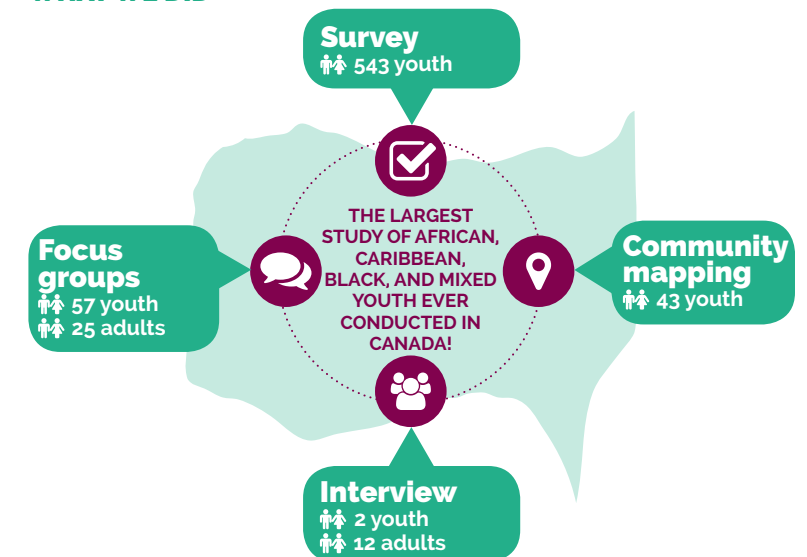 Survey
543 youth
THE LARGEST
STUDY OF AFRICAN,
CARIBBEAN,
BLACK, AND MIXED
YOUTH EVER
CONDUCTED IN
CANADA!
Focus
groups
57 youth
25 adults
Community
mapping
43 youth
Interview
2 youth
12 adults